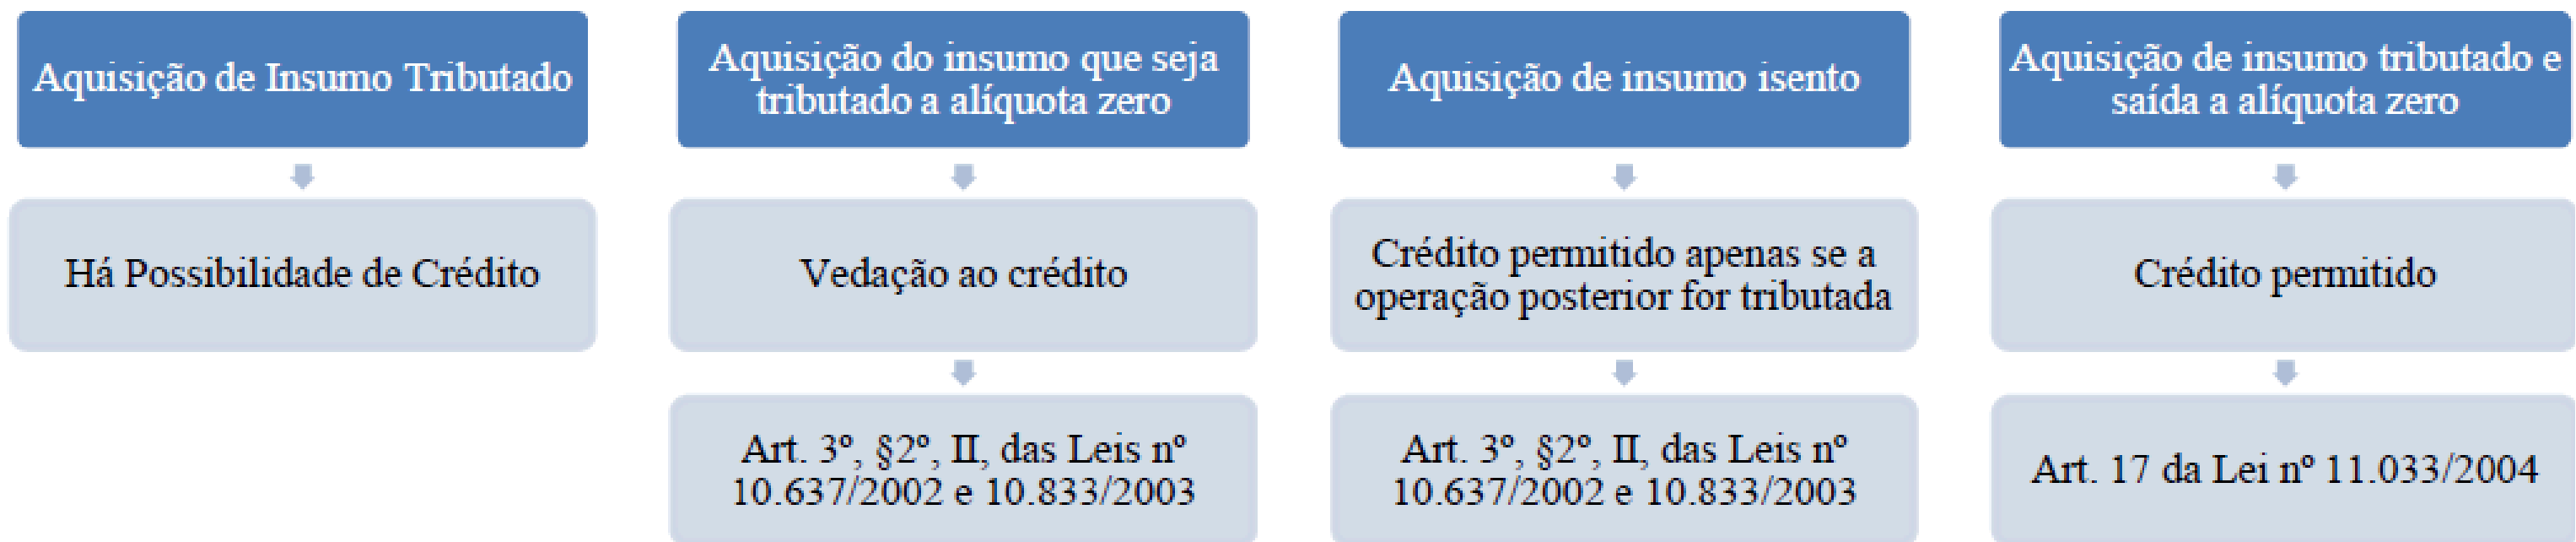 Aquisição de Insumo Tributado
Há Possibilidade de Crédito
Aquisição do insumo que seja
tributado a alíquota zero
Vedação ao crédito
Art. 3º, §2º, II, das Leis nº
10.637/2002 e 10.833/2003
Aquisição de insumo isento
Crédito permitido apenas se a
operação posterior for tributada
Art. 3º, §2º, II, das Leis nº
10.637/2002 e 10.833/2003
Aquisição de insumo tributado e
saída a alíquota zero
Crédito permitido
Art. 17 da Lei nº 11.033/2004